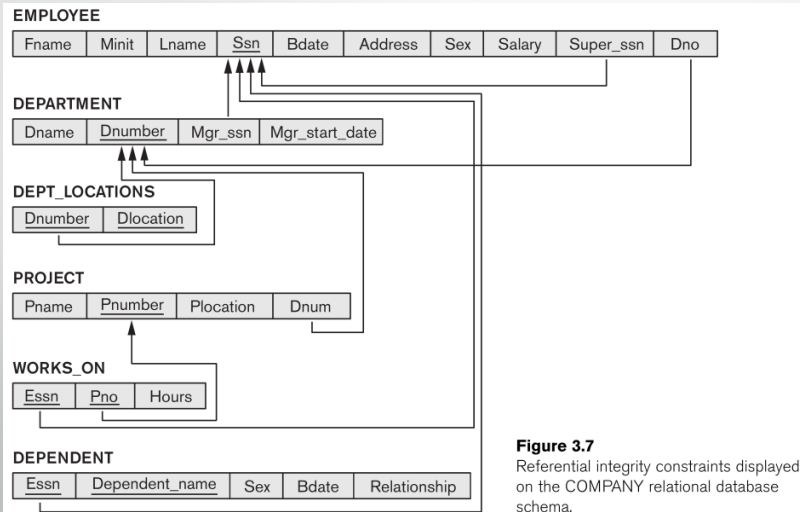 EMPLOYEE
Fname Minit Lname Ssn Bdate Address Sex Salary Super_ssn Dno
DEPARTMENT
Dname Dnumber Mgr_ssn Mgr_start_date
DEPT_LOCATIONS
Dnumber Dlocation
PROJECT
Pname Pnumber Plocation Dnum
WORKS_ON
Essn Pno Hours
DEPENDENT
Essn Dependent_name Sex Bdate Relationship
Figure 3.7
Referential integrity constraints displayed
on the COMPANY relational database
schema.